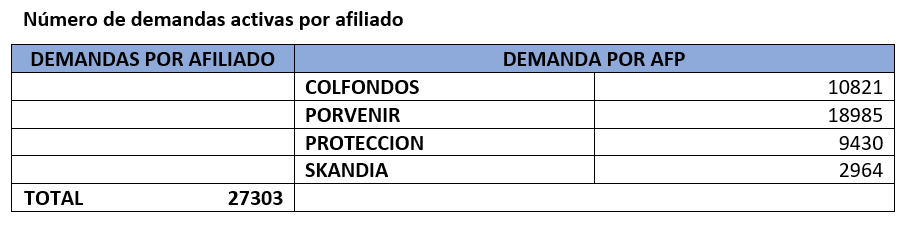 Número de demandas activas por afiliado
DEMANDAS POR AFILIADO DEMANDA POR AFP
COLFONDOS 10821
PORVENIR 18985
PROTECCION 9430
SKANDIA 2964
TOTAL 27303